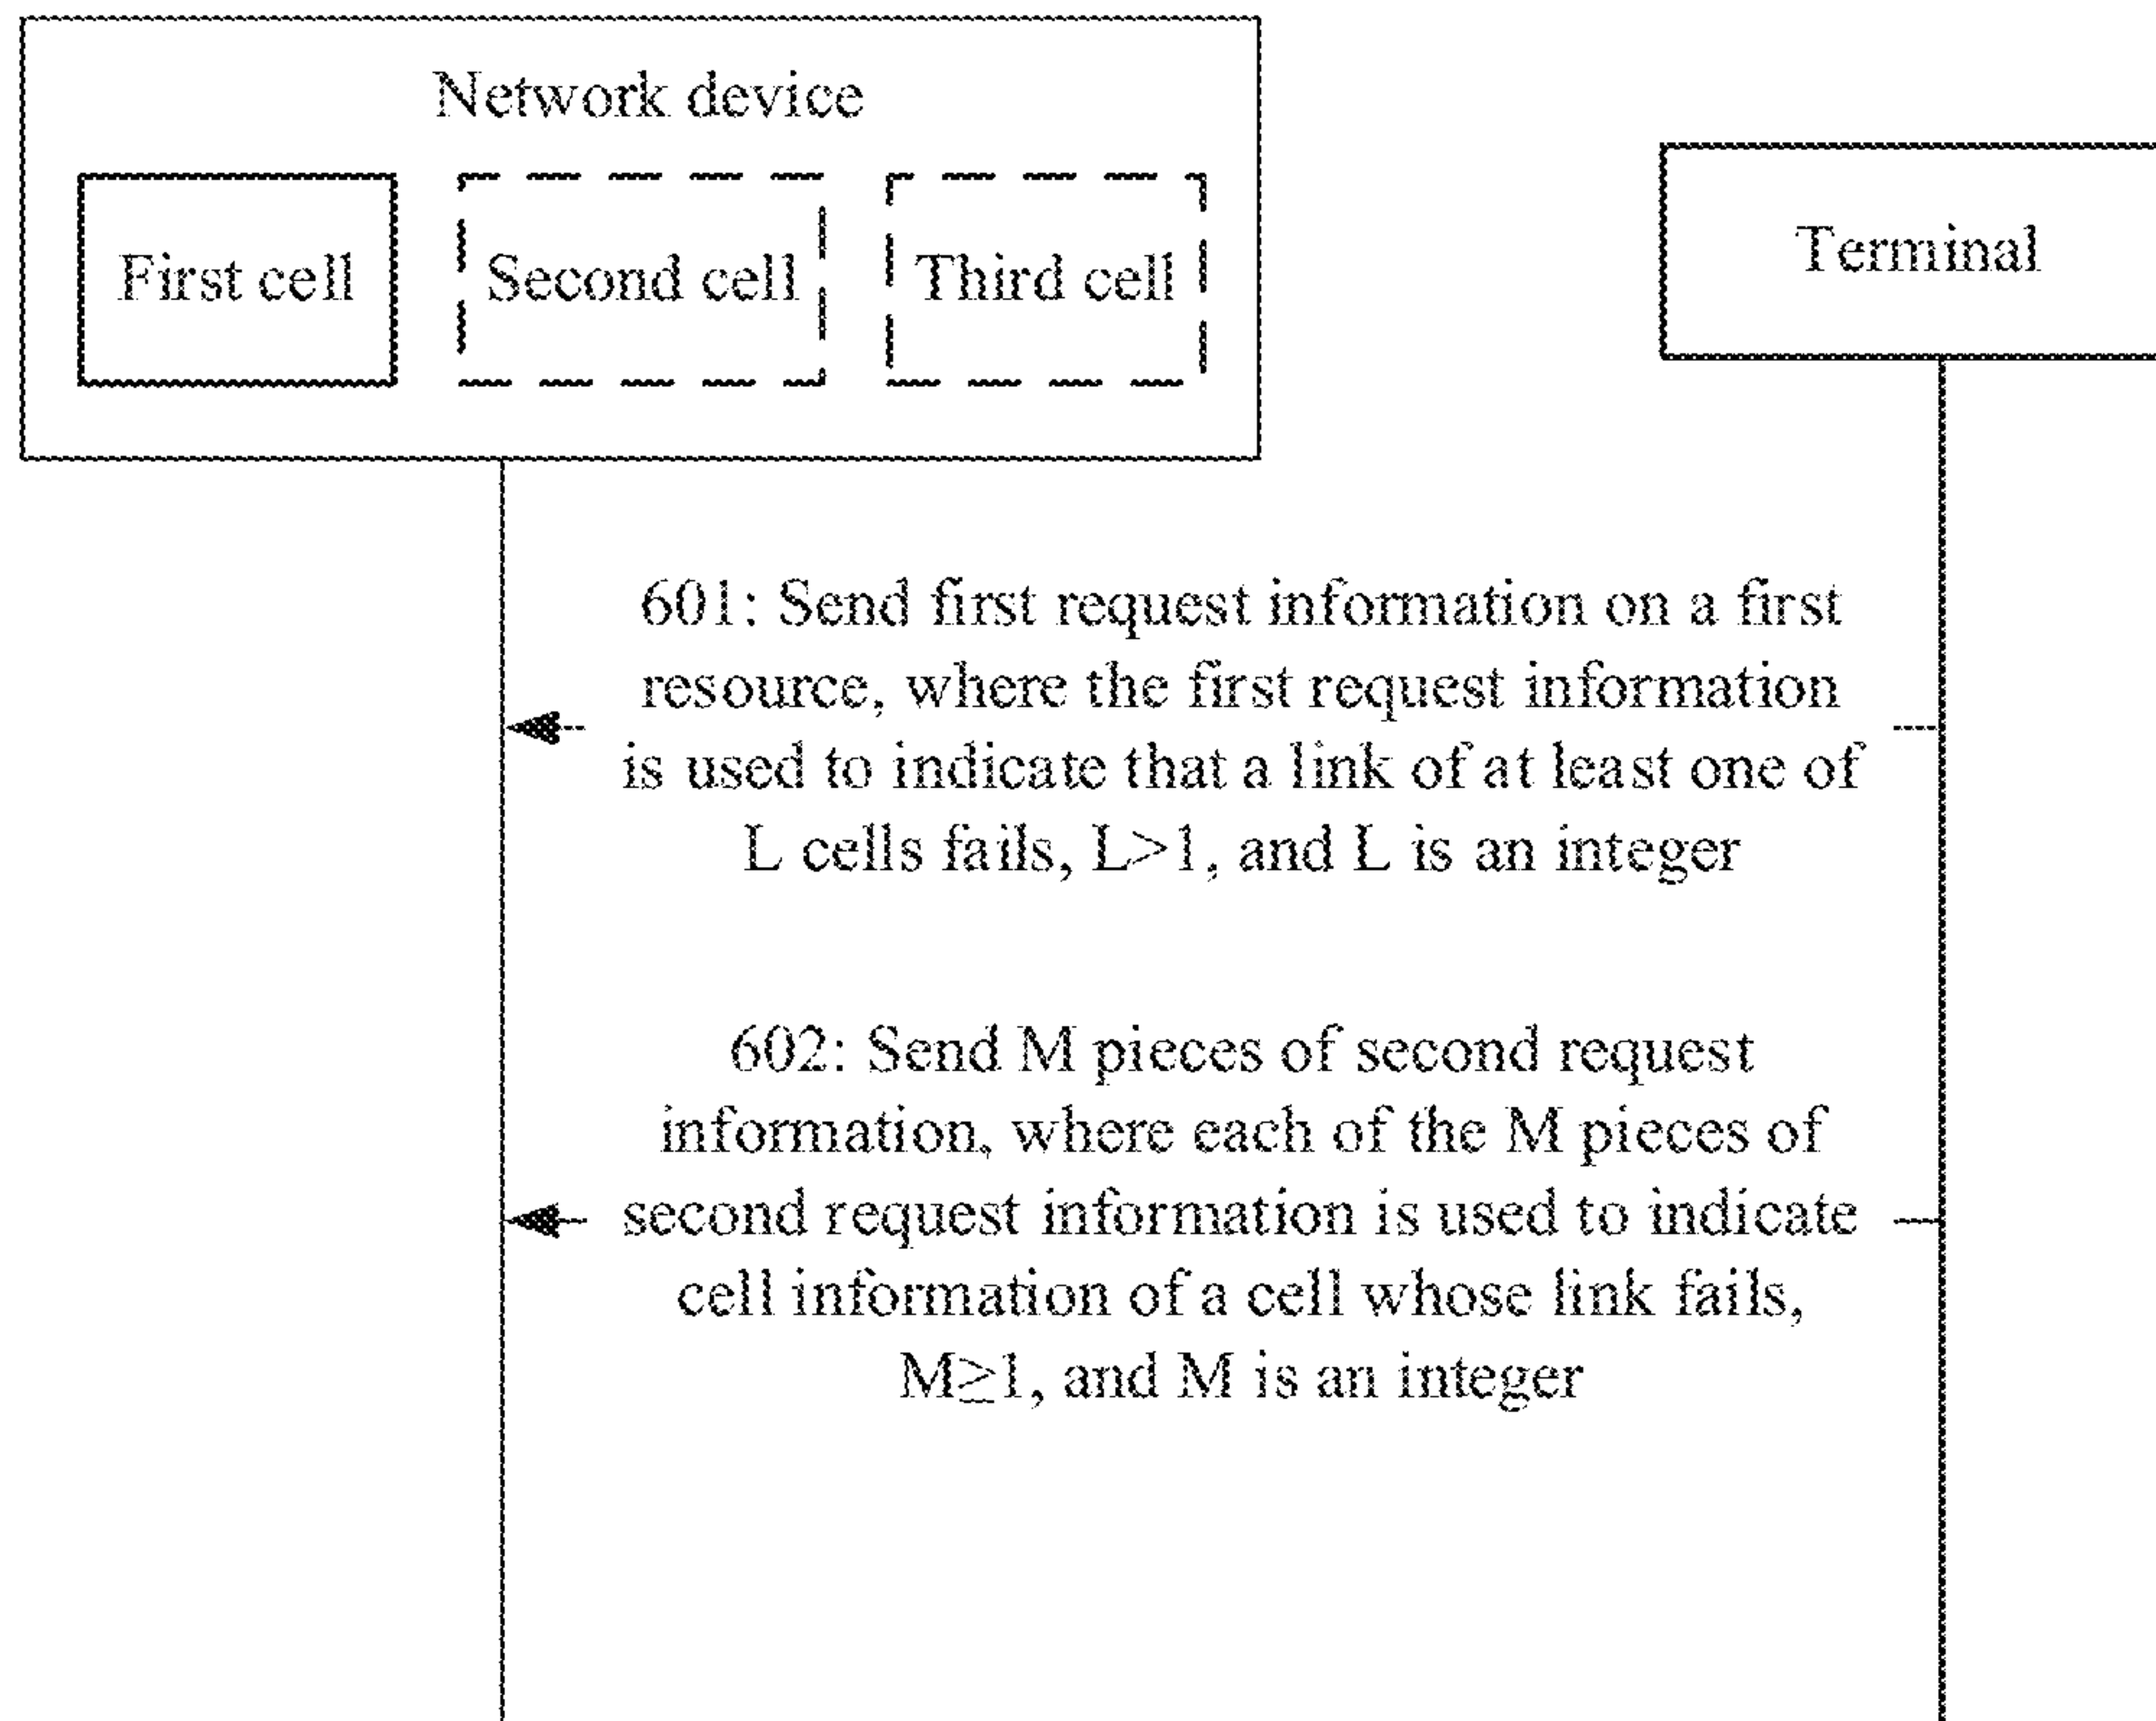 Network device
First cell
Second cell
Third cell
Terminal
601: Send first request information on a first
resource, where the first request information
is used to indicate that a link of at least one of
L cells fails, L>1, and L is an integer
602: Send M pieces of second request
information, where each of the M pieces of
second request information is used to indicate
cell information of a cell whose link fails,
M≥1, and M is an integer